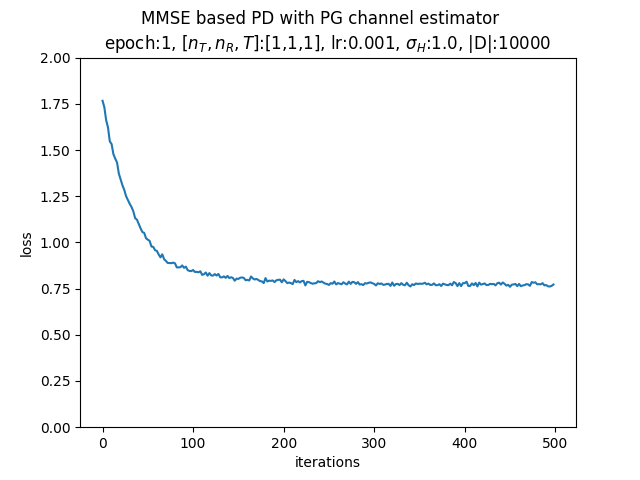 MMSE based PD with PG channel estimator
epoch:1, [n_T, n_R, T]:[1,1,1], lr:0.001, σ_H:1.0, |D|:10000
2.00
1.75
1.50
1.25
1.00
0.75
0.50
0.25
0.00
loss
0 100 200 300 400 500
iterations